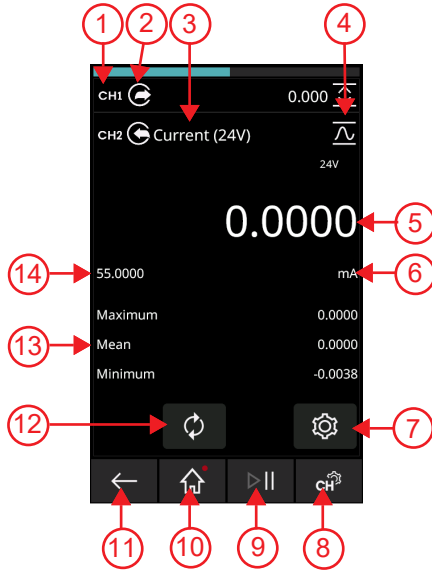 1 2 3 4
CH1 0.000
CH2 Current (24V)
24V
0.0000 5
14 55.0000 mA 6
Maximum 0.0000
13 Mean 0.0000
Minimum -0.0038
12 7
CH
11 10 9 8